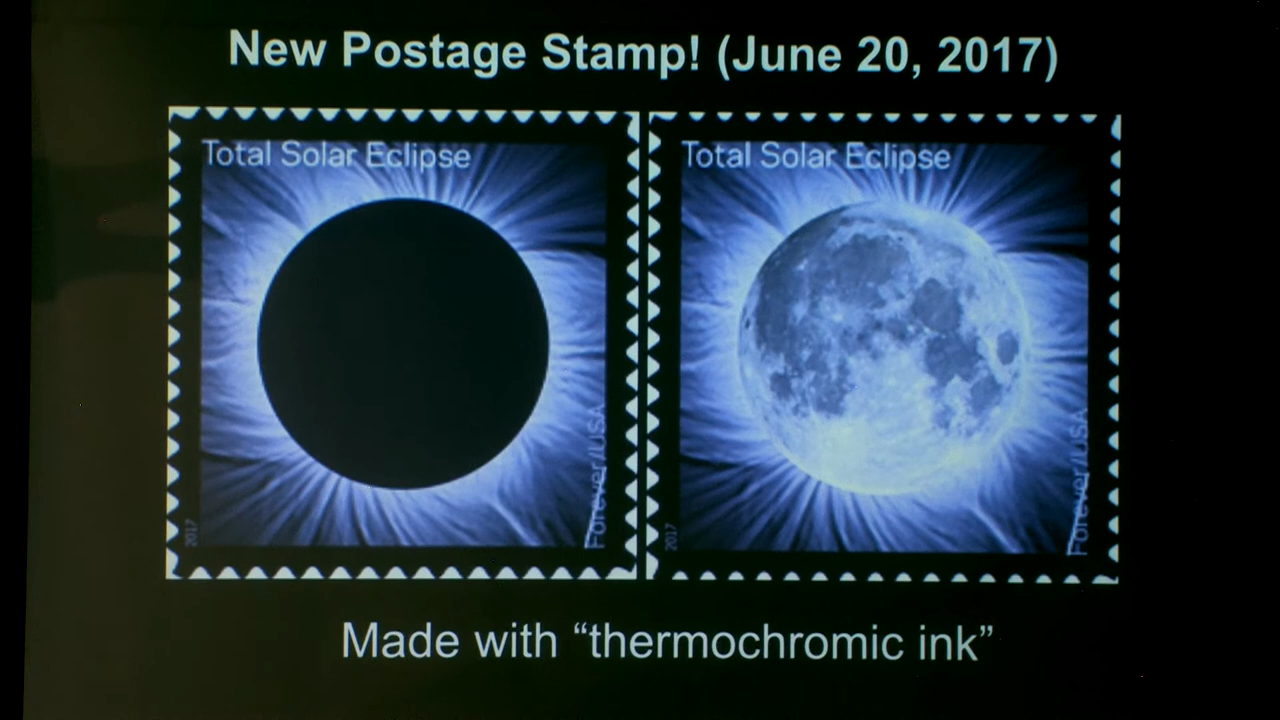 New Postage Stamp! (June 20, 2017)
Total Solar Eclipse
Total Solar Eclipse
Forever/USA
Forever/USA
2017
2017
Made with “thermochromic ink”